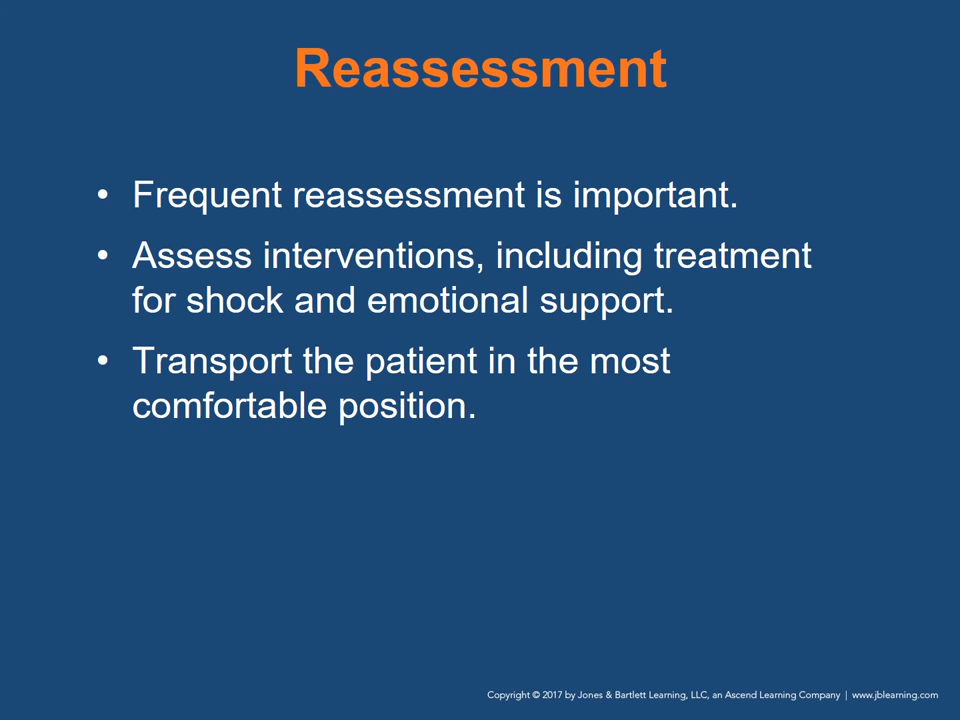 Reassessment
• Frequent reassessment is important.
• Assess interventions, including treatment
for shock and emotional support.
• Transport the patient in the most
comfortable position.
Copyright © 2017 by Jones & Bartlett Learning, LLC, an Ascend Learning Company | www.jblearning.com